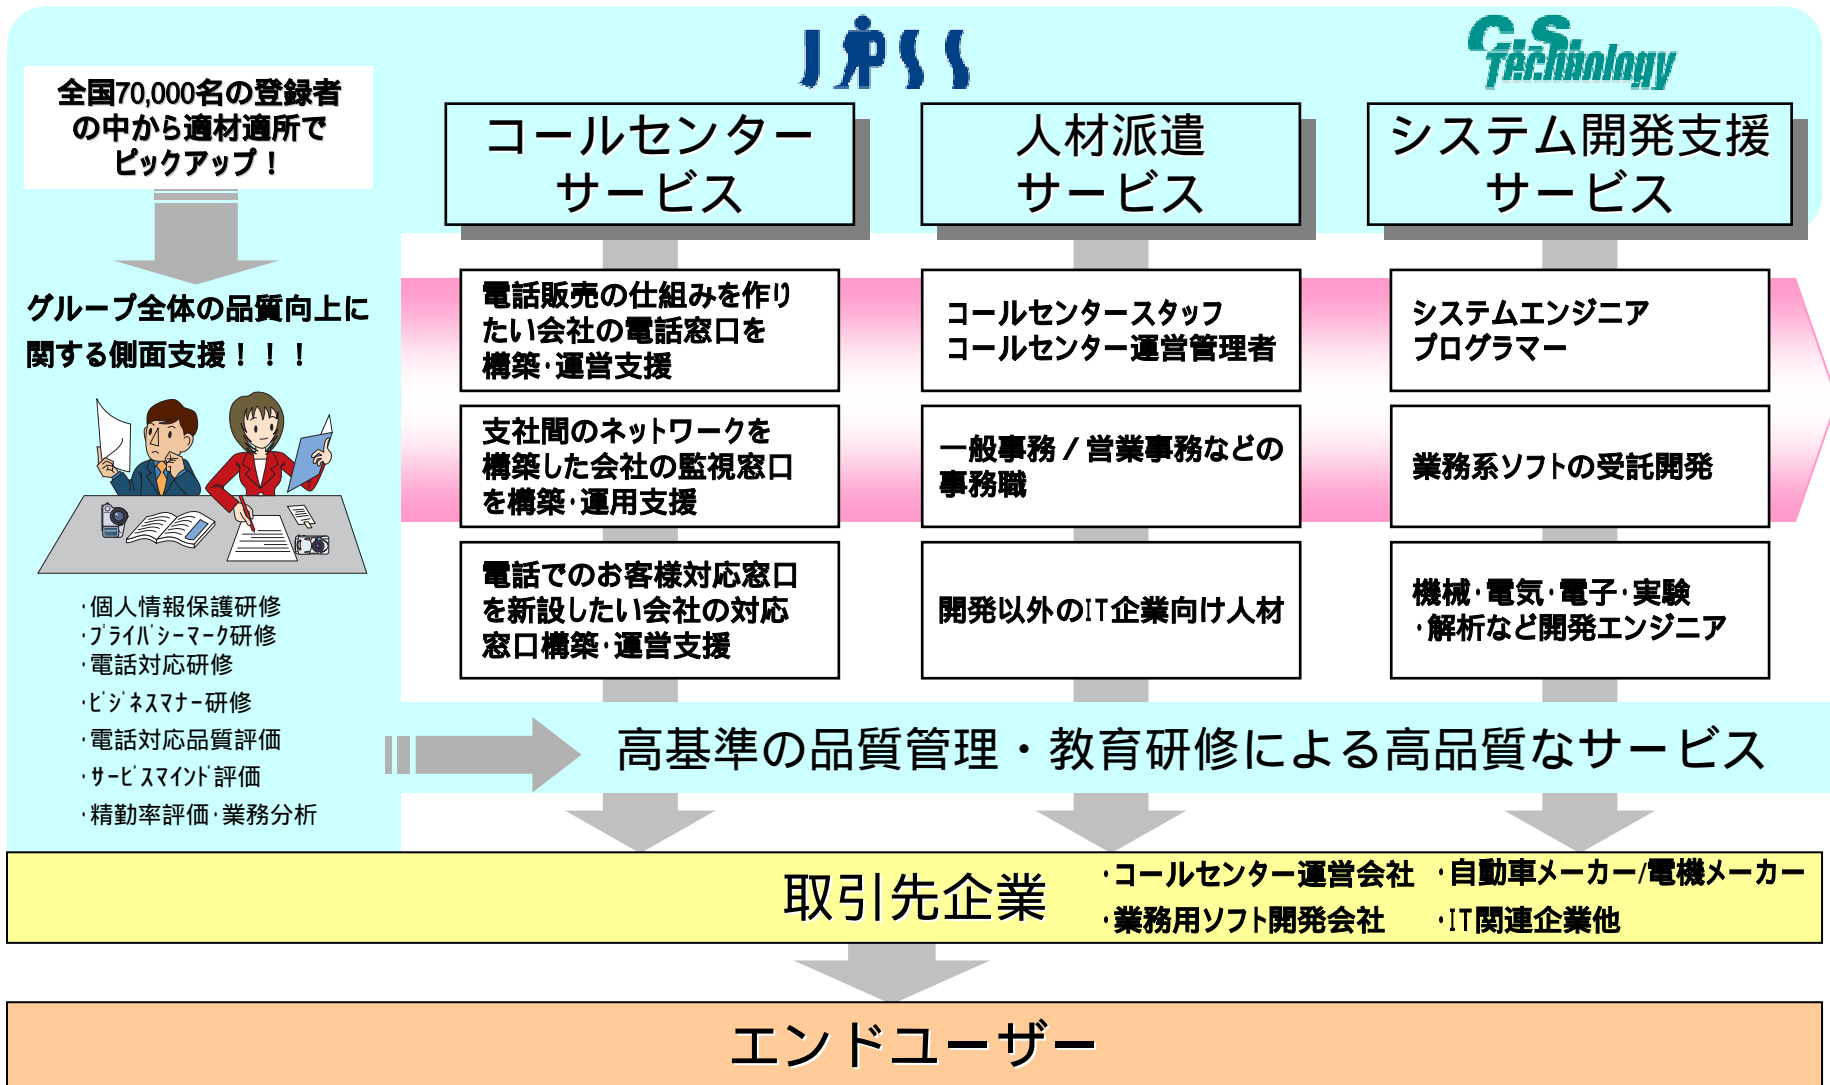 JPSS
C.S.
Technology
全国70,000名の登録者
の中から適材適所で
ピックアップ！
グループ全体の品質向上に
関する側面支援！！！
･個人情報保護研修
･ﾌﾟﾗｲﾊﾞｼｰﾏｰｸ研修
･電話対応研修
･ﾋﾞｼﾞﾈｽﾏﾅｰ研修
･電話対応品質評価
･ｻｰﾋﾞｽﾏｲﾝﾄﾞ評価
･精勤率評価･業務分析
コールセンター
サービス
電話販売の仕組みを作り
たい会社の電話窓口を
構築･運営支援
支社間のネットワークを
構築した会社の監視窓口
を構築･運用支援
電話でのお客様対応窓口
を新設したい会社の対応
窓口構築･運営支援
人材派遣
サービス
コールセンタースタッフ
コールセンター運営管理者
一般事務／営業事務などの
事務職
開発以外のIT企業向け人材
システム開発支援
サービス
システムエンジニア
プログラマー
業務系ソフトの受託開発
機械･電気･電子･実験
･解析など開発エンジニア
高基準の品質管理・教育研修による高品質なサービス
取引先企業
･コールセンター運営会社
･自動車メーカー/電機メーカー
･業務用ソフト開発会社
･IT関連企業他
エンドユーザー